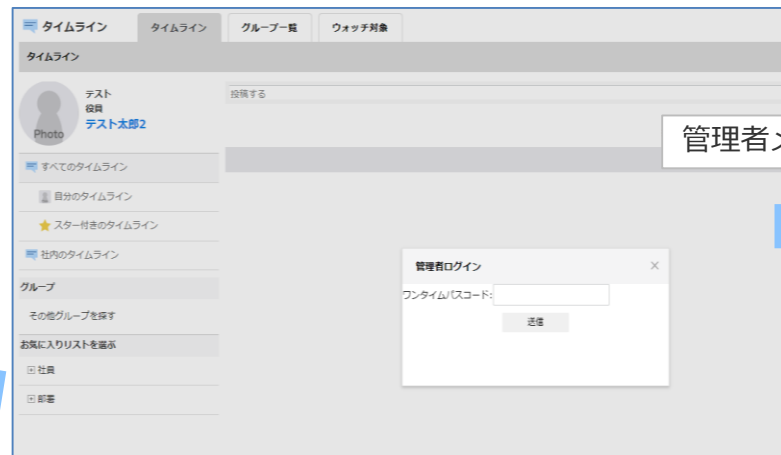 タイムライン タイムライン グループ一覧 ウォッチ対象
タイムライン
テスト
役員
テスト太郎2
Photo
投稿する
管理者メ
すべてのタイムライン
自分のタイムライン
スター付きのタイムライン
社内のタイムライン
グループ
その他グループを探す
お気に入りリストを選ぶ
社員
部署
管理者ログイン ×
ワンタイムパスコード:
送信